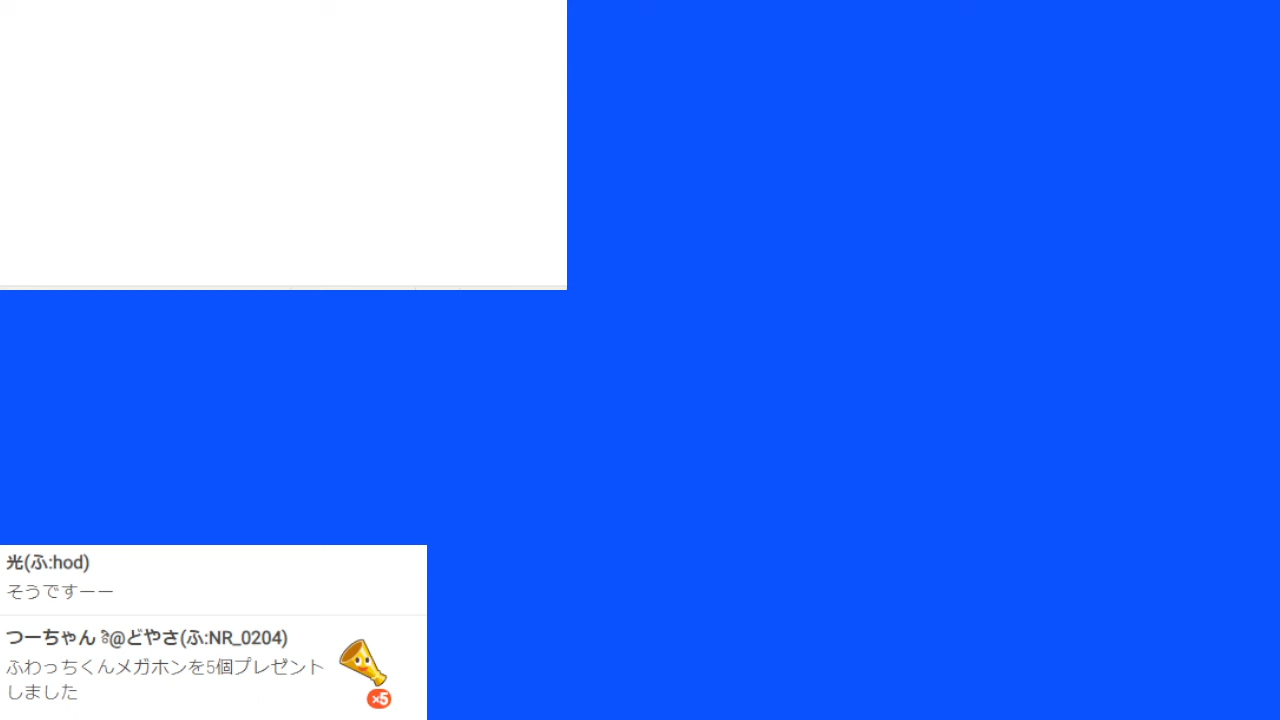 光(ふ:hod)
そうですーー
つーちゃん @どやさ(ふ:NR_0204)
ふわっちくんメガホンを5個プレゼント
しました
×5